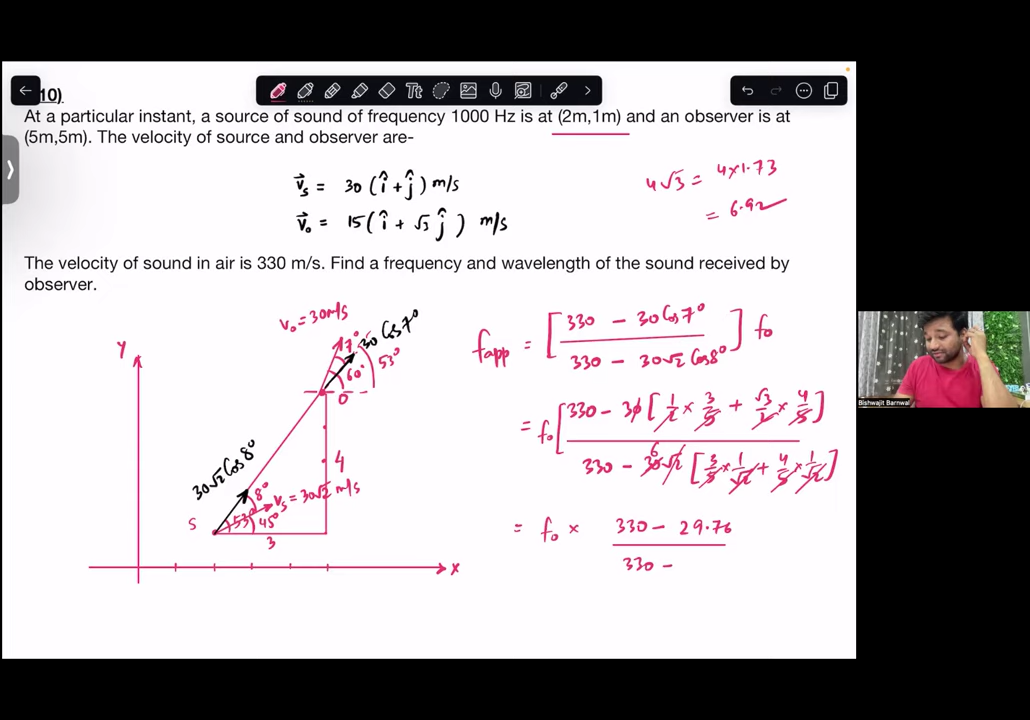 10)
At a particular instant, a source of sound of frequency 1000 Hz is at (2m,1m) and an observer is at
(5m,5m). The velocity of source and observer are-
v⃗s = 30 (î+ĵ) m/s
v⃗o = 15(î + √3 ĵ) m/s
4√3 = 4×1.73
= 6.92
The velocity of sound in air is 330 m/s. Find a frequency and wavelength of the sound received by
observer.
vo = 30m/s
7°
30 Cos7°
53°
60°
Y
O
4
30√2 Cos8°
8°
vs = 30√2 m/s
S
53°
45°
3
X
fapp = [ 330 - 30Cos7° / 330 - 30√2 Cos8° ] fo
= fo [ 330 - 30 [ 1/2 × 3/5 + √3/2 × 4/5 ] / 330 - 30√2 [ 3/5 × 1/√2 + 4/5 × 1/√2 ]
6
= fo × 330 - 29.76 / 330 -
Bishwajit Barnwal
Tt